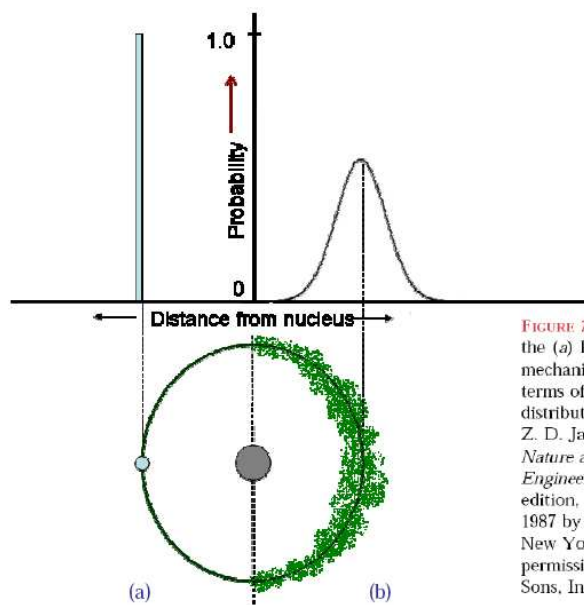 1.0
Probability
0
Distance from nucleus
(a)
(b)
FIGURE
the (a)
mechani
terms of
distribut
Z. D. Ja
Nature a
Engineer
edition,
1987 by
New Yo
permissi
Sons, In